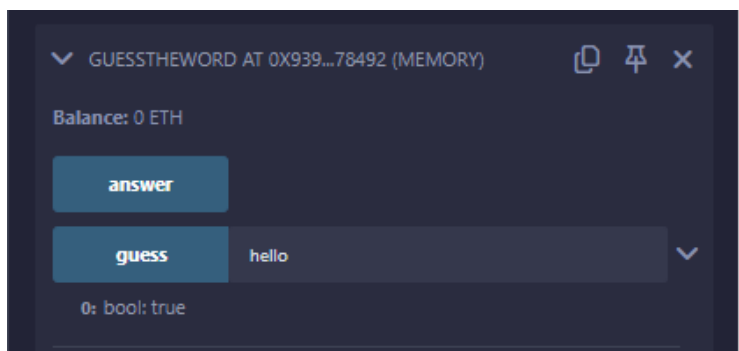 GUESSTHEWORD AT 0X939...78492 (MEMORY)
Balance: 0 ETH
answer
guess hello
0: bool: true